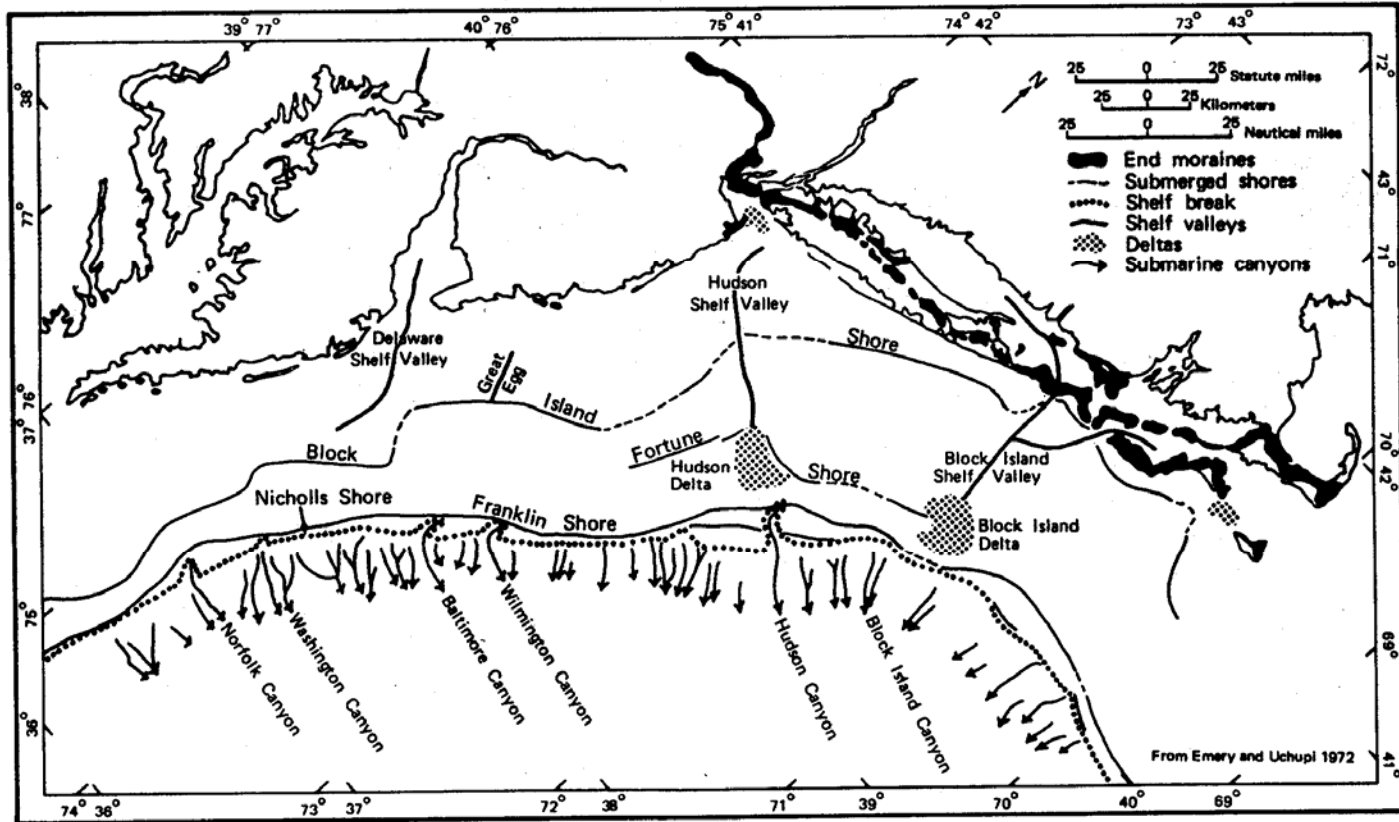 39° 77°
40° 76°
75° 41°
74° 42°
73° 43°
72°
43°
71°
70°
42°
69°
41°
38°
77°
76°
37°
75°
36°
74° 36°
73° 37°
72° 38°
71° 39°
70° 40°
69°
N
25 0 25 Statute miles
25 0 25 Kilometers
25 0 25 Nautical miles
End moraines
Submerged shores
Shelf break
Shelf valleys
Deltas
Submarine canyons
Hudson
Shelf Valley
Delaware
Shelf Valley
Great
Egg
Shore
Island
Block
Fortune
Hudson
Delta
Shore
Block Island
Shelf Valley
Block Island
Delta
Nicholls Shore
Franklin Shore
Norfolk Canyon
Washington Canyon
Baltimore Canyon
Wilmington Canyon
Hudson Canyon
Block Island Canyon
From Emery and Uchupi 1972